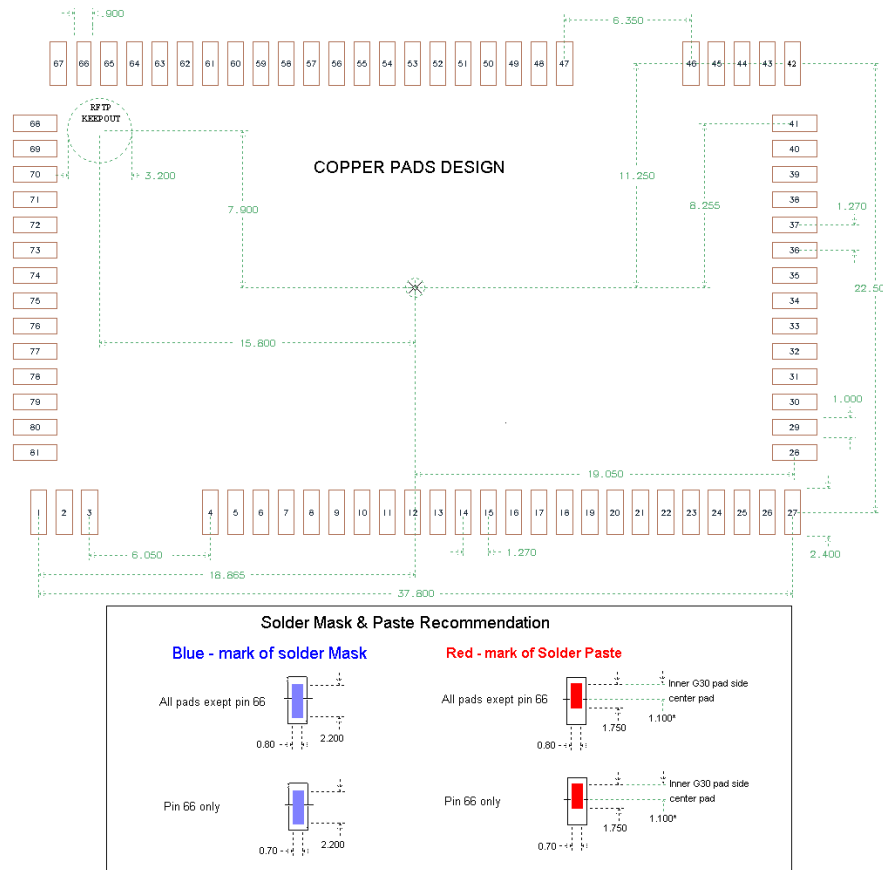 .900
6.350
67 66 65 64 63 62 61 60 59 58 57 56 55 54 53 52 51 50 49 48 47 46 45 44 43 42
RFTP
KEEPOUT
68 41
69 40
COPPER PADS DESIGN
70 3.200 11.250 39
71 38
7.900 8.255 1.270
72 37
73 36
74 35
22.50
75 34
76 33
15.800
77 32
78 31
79 30
1.000
80 29
81 28
19.050
1 2 3 4 5 6 7 8 9 10 11 12 13 14 15 16 17 18 19 20 21 22 23 24 25 26 27
6.050 1.270 2.400
18.865
37.800
Solder Mask & Paste Recommendation
Blue - mark of solder Mask Red - mark of Solder Paste
All pads exept pin 66
0.80 2.200
All pads exept pin 66
Inner G30 pad side
center pad
1.750 1.100*
0.80
Pin 66 only
0.70 2.200
Pin 66 only
Inner G30 pad side
center pad
1.750 1.100*
0.70